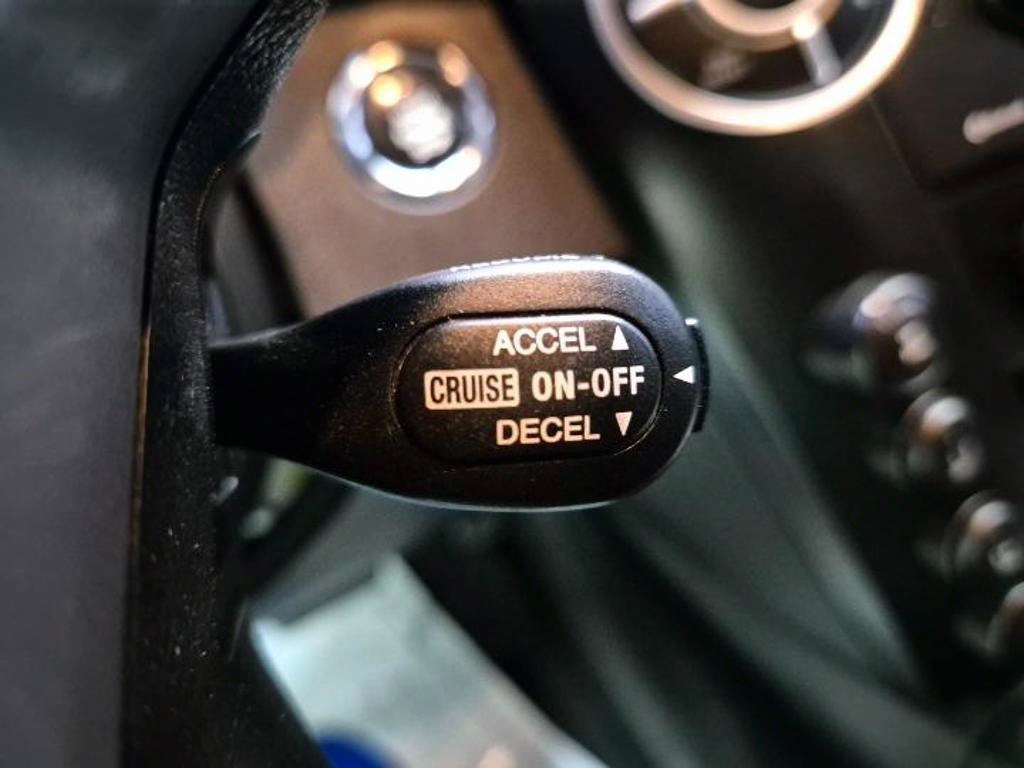 ACCEL ▲
CRUISE ON-OFF ◀
DECEL ▼